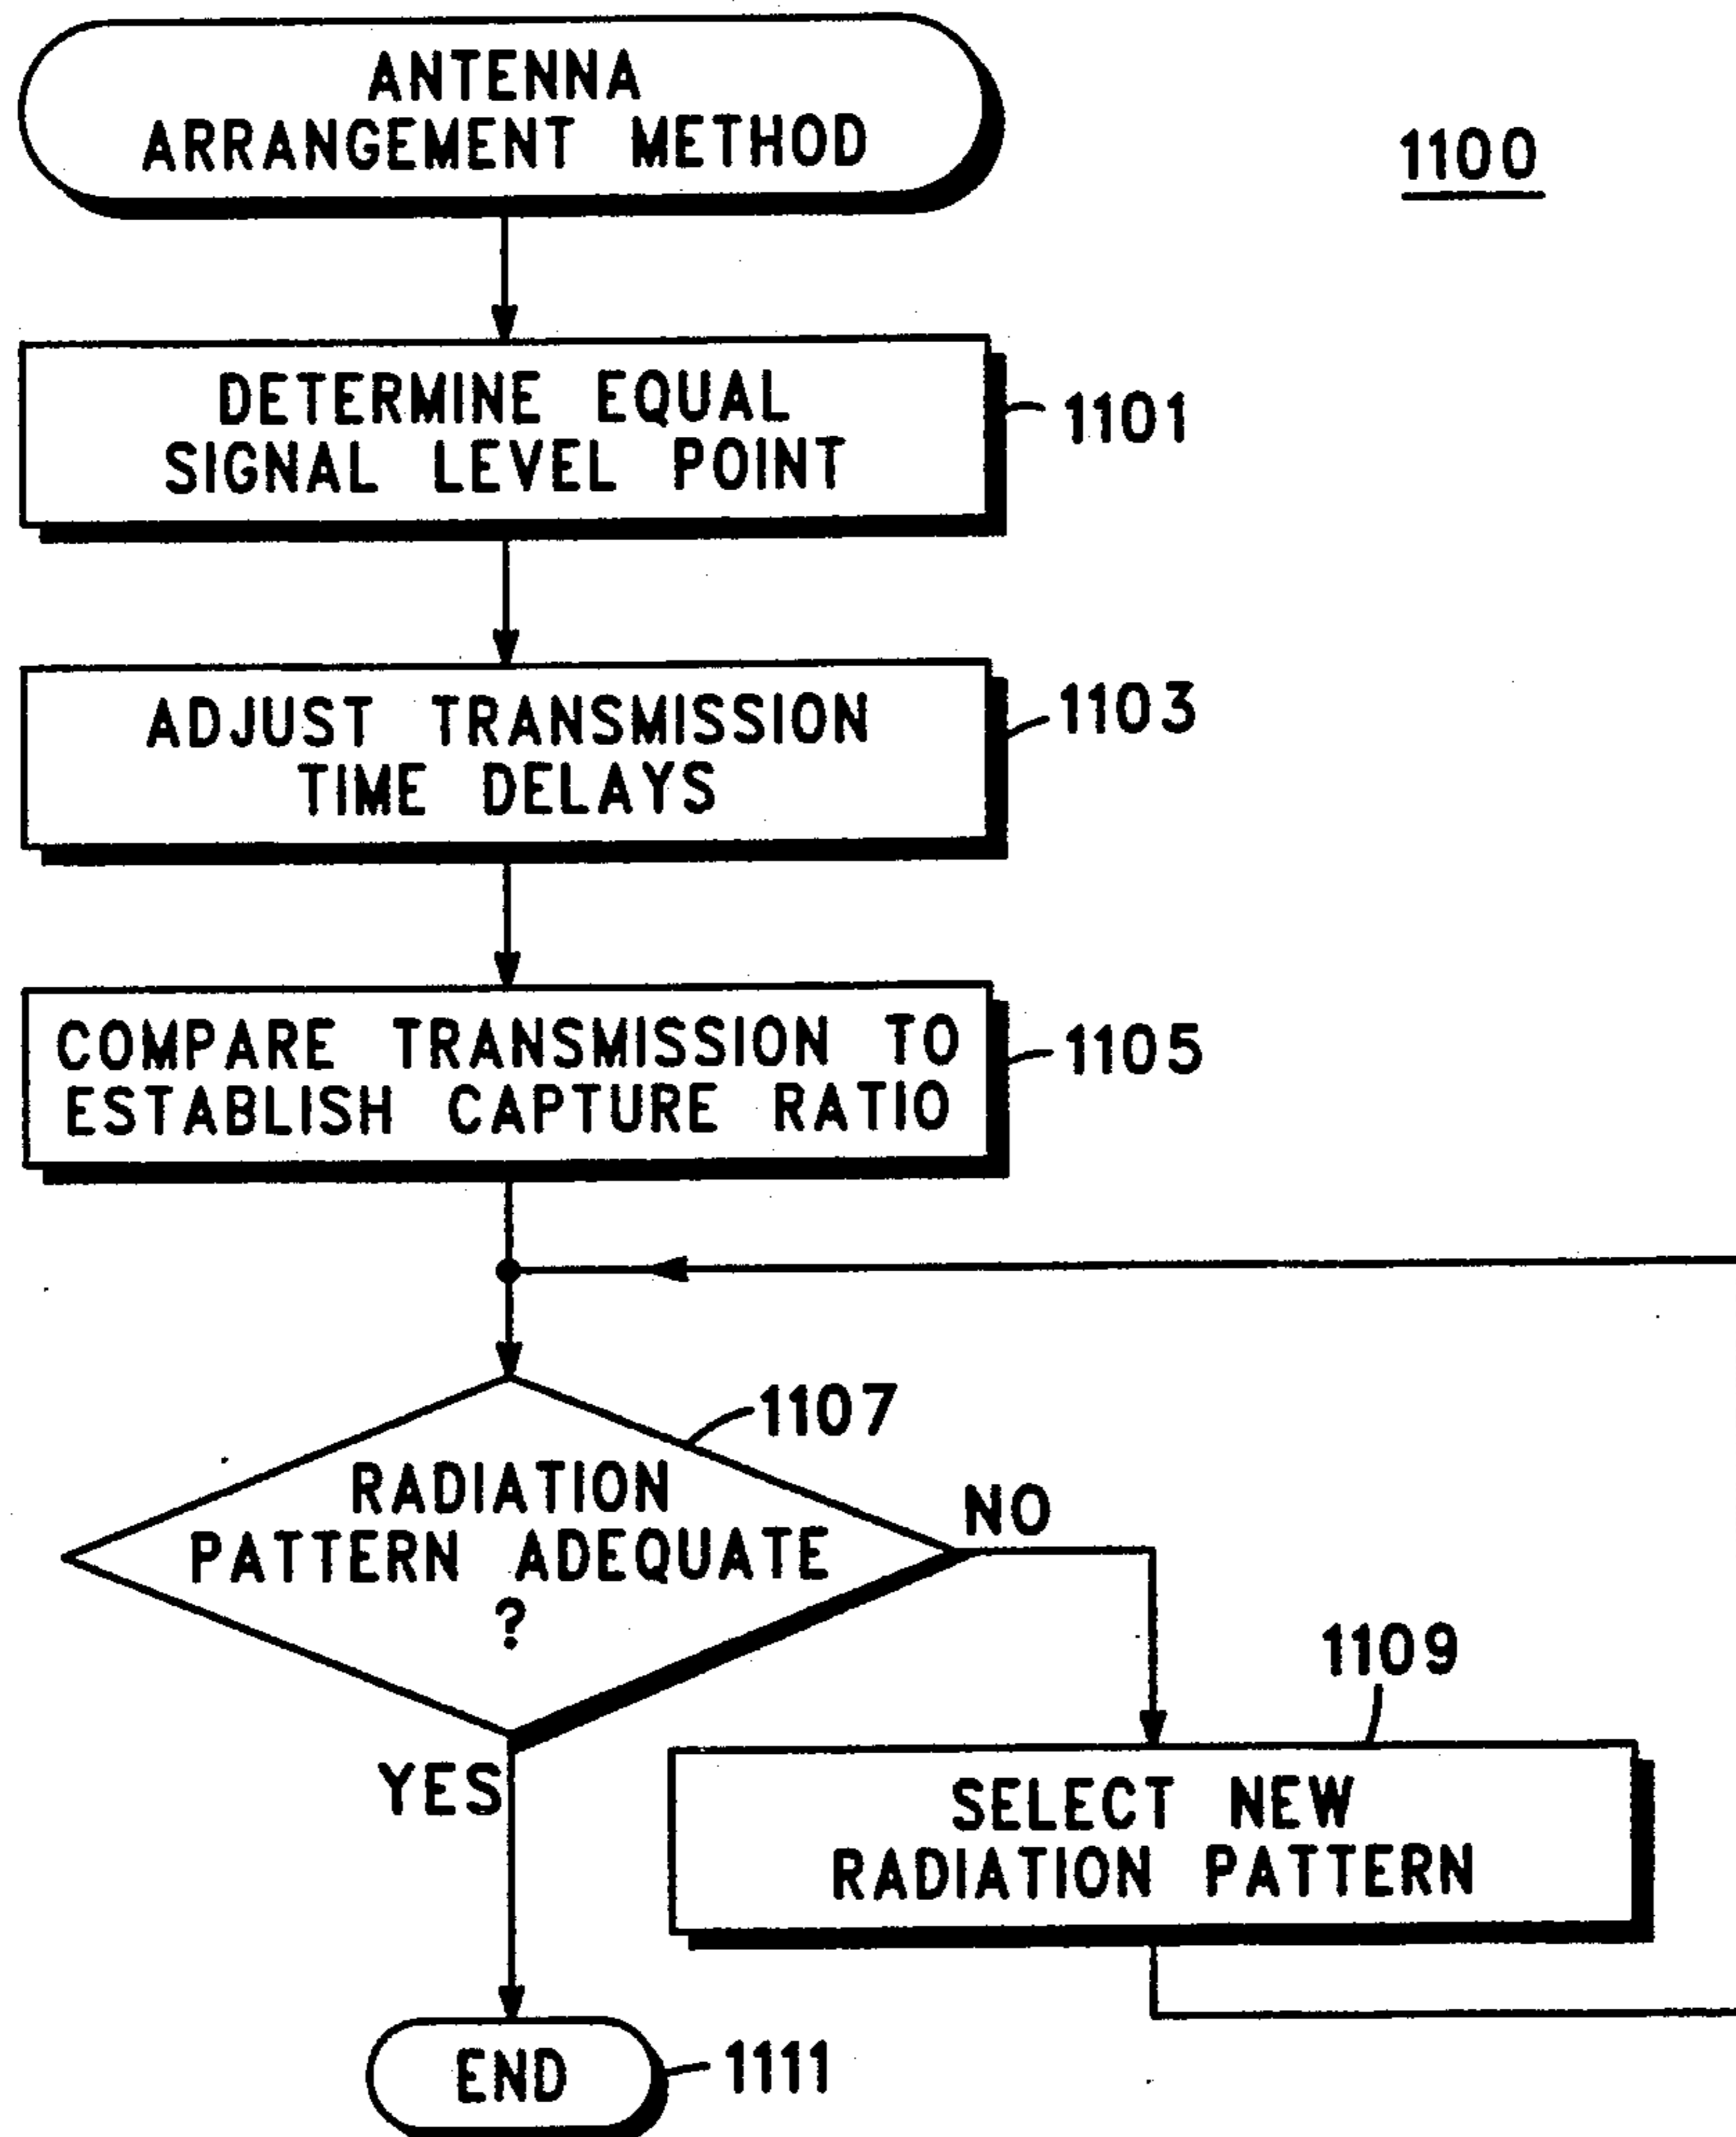 ANTENNA
ARRANGEMENT METHOD
1100
DETERMINE EQUAL
SIGNAL LEVEL POINT
1101
ADJUST TRANSMISSION
TIME DELAYS
1103
COMPARE TRANSMISSION TO
ESTABLISH CAPTURE RATIO
1105
1107
RADIATION
PATTERN ADEQUATE
?
NO
YES
1109
SELECT NEW
RADIATION PATTERN
END
1111